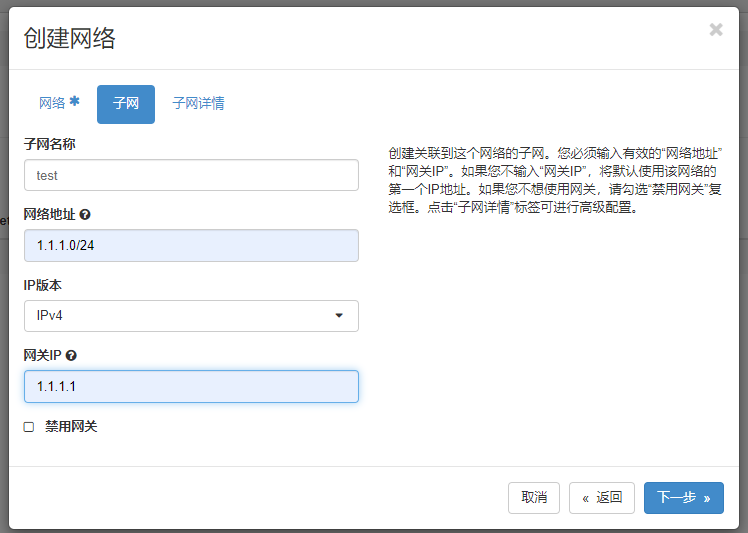 创建网络
×
网络 * 子网 子网详情
子网名称
test
网络地址
1.1.1.0/24
IP版本
IPv4
网关IP
1.1.1.1
禁用网关
创建关联到这个网络的子网。您必须输入有效的“网络地址”
和“网关IP”。如果您不输入“网关IP”，将默认使用该网络的
第一个IP地址。如果您不想使用网关，请勾选“禁用网关”复
选框。点击“子网详情”标签可进行高级配置。
取消 « 返回 下一步 »